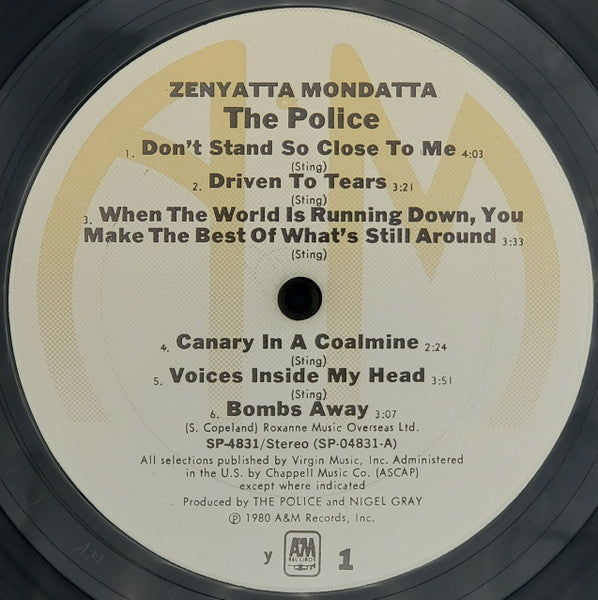 ZENYATTA MONDATTA
The Police
1. Don't Stand So Close To Me 4:03
(Sting)
2. Driven To Tears 3:21
(Sting)
3. When The World Is Running Down, You
Make The Best Of What's Still Around 3:33
(Sting)
4. Canary In A Coalmine 2:24
(Sting)
5. Voices Inside My Head 3:51
(Sting)
6. Bombs Away 3:07
(S. Copeland) Roxanne Music Overseas Ltd.
SP-4831/Stereo (SP-04831-A)
All selections published by Virgin Music, Inc. Administered
in the U.S. by Chappell Music Co. (ASCAP)
except where indicated
Produced by THE POLICE and NIGEL GRAY
℗ 1980 A&M Records, Inc.
y A&M RECORDS 1